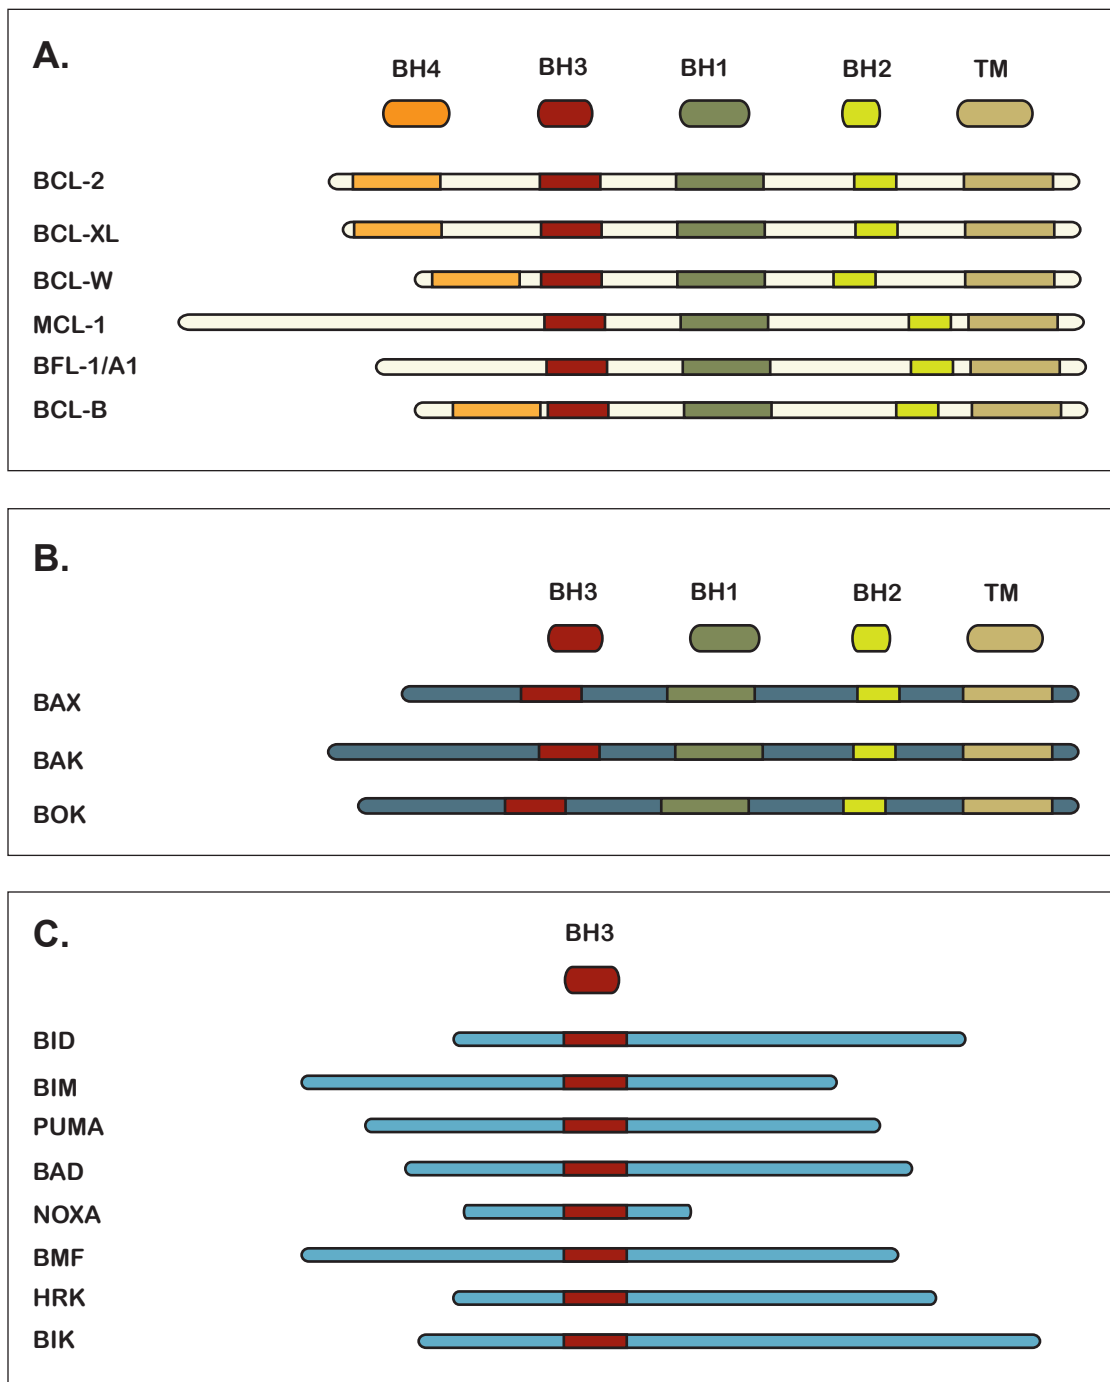 A.
BH4 BH3 BH1 BH2 TM
BCL-2
BCL-XL
BCL-W
MCL-1
BFL-1/A1
BCL-B
B.
BH3 BH1 BH2 TM
BAX
BAK
BOK
C.
BH3
BID
BIM
PUMA
BAD
NOXA
BMF
HRK
BIK